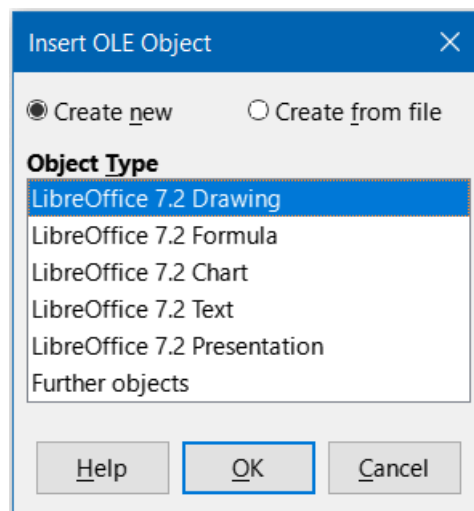 Insert OLE Object
Create new Create from file
Object Type
LibreOffice 7.2 Drawing
LibreOffice 7.2 Formula
LibreOffice 7.2 Chart
LibreOffice 7.2 Text
LibreOffice 7.2 Presentation
Further objects
Help OK Cancel